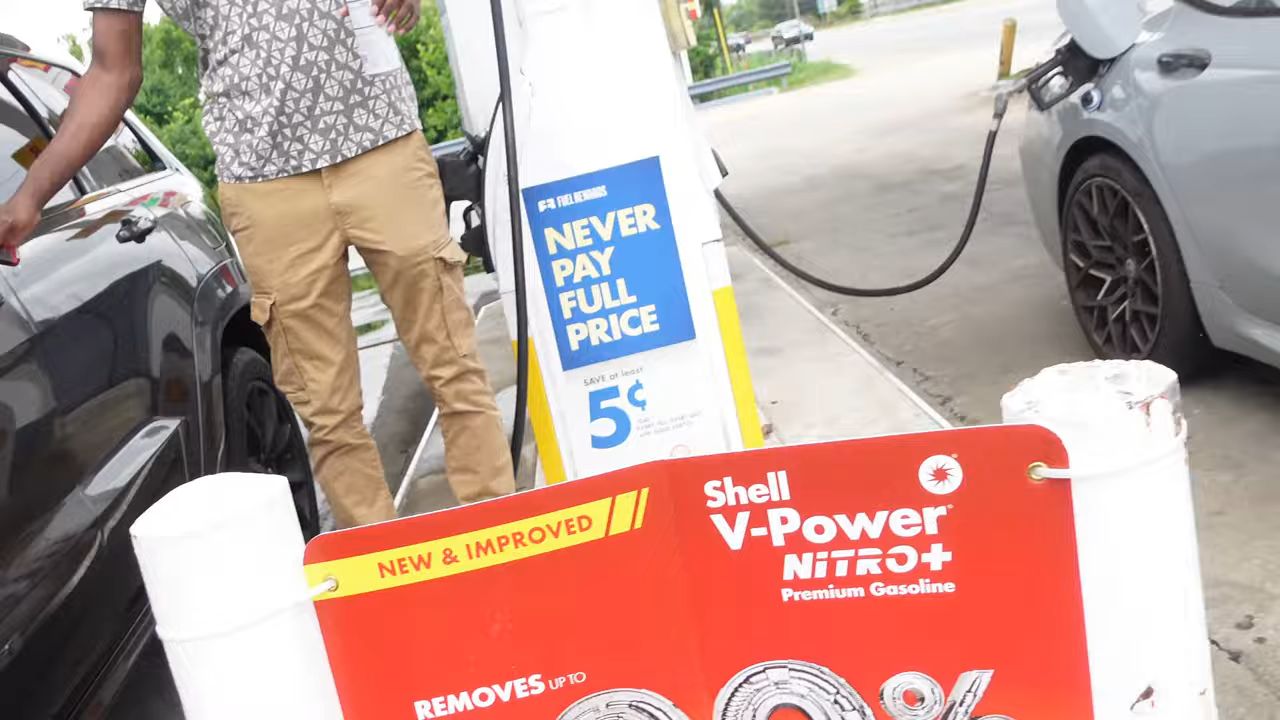 FUEL REWARDS
NEVER
PAY
FULL
PRICE
SAVE at least
5¢
NEW & IMPROVED
Shell
V-Power
NiTRO+
Premium Gasoline
REMOVES UP TO
%